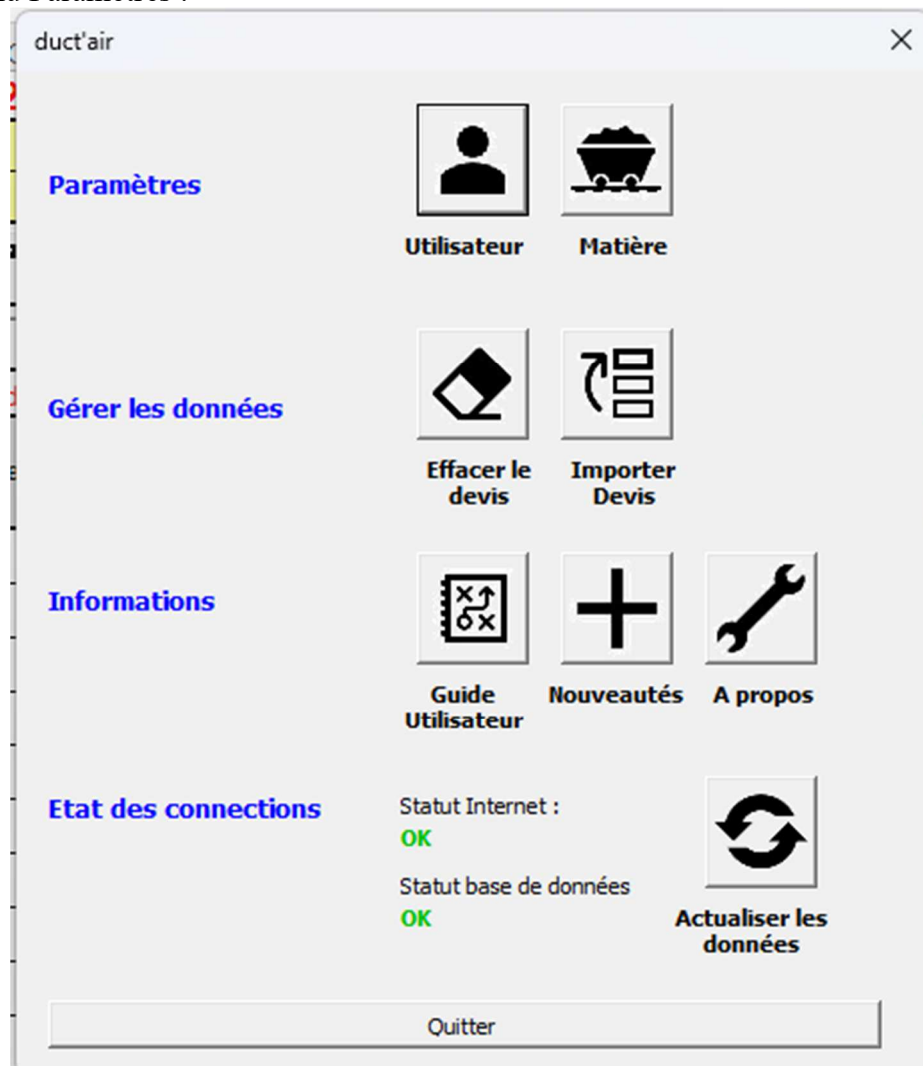 duct'air
Paramètres
Utilisateur
Matière
Gérer les données
Effacer le
devis
Importer
Devis
Informations
Guide
Utilisateur
Nouveautés
A propos
Etat des connections
Statut Internet :
OK
Statut base de données
OK
Actualiser les
données
Quitter